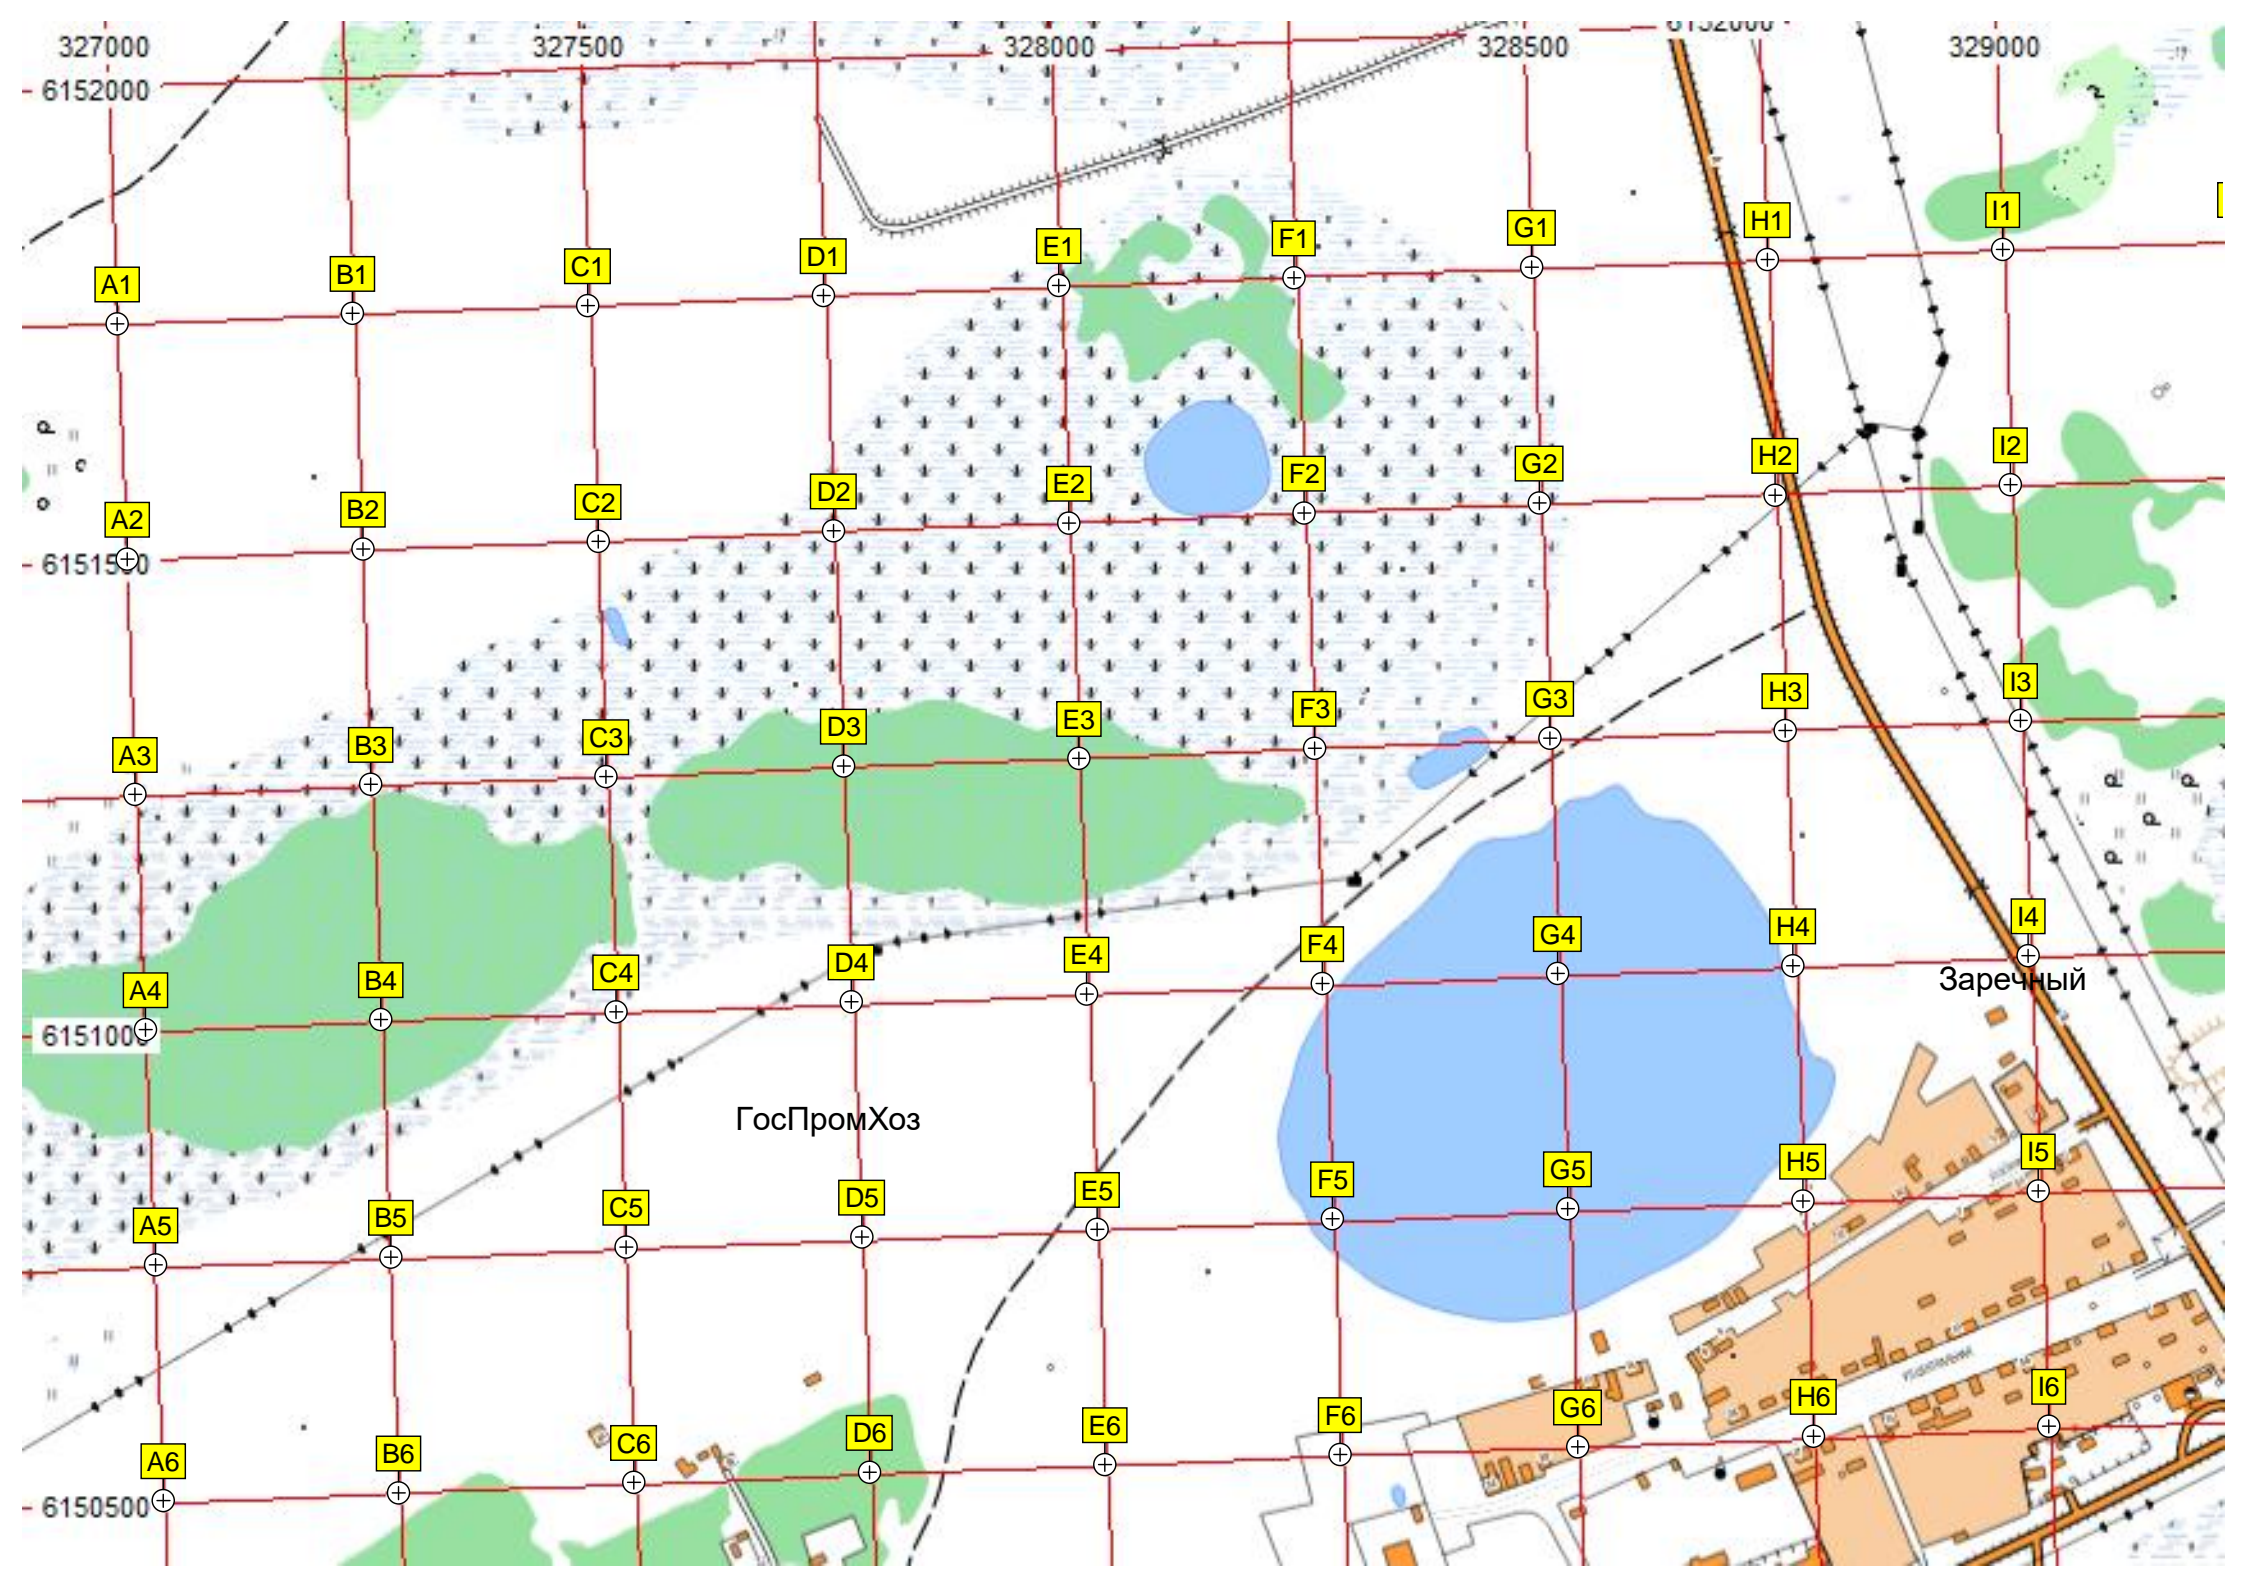 327000 327500 328000 328500 6152000 329000
6152000
A1 B1 C1 D1 E1 F1 G1 H1 I1
A2 B2 C2 D2 E2 F2 G2 H2 I2
6151500
A3 B3 C3 D3 E3 F3 G3 H3 I3
A4 B4 C4 D4 E4 F4 G4 H4 I4
Заречный
6151000
ГосПромХоз
A5 B5 C5 D5 E5 F5 G5 H5 I5
A6 B6 C6 D6 E6 F6 G6 H6 I6
6150500